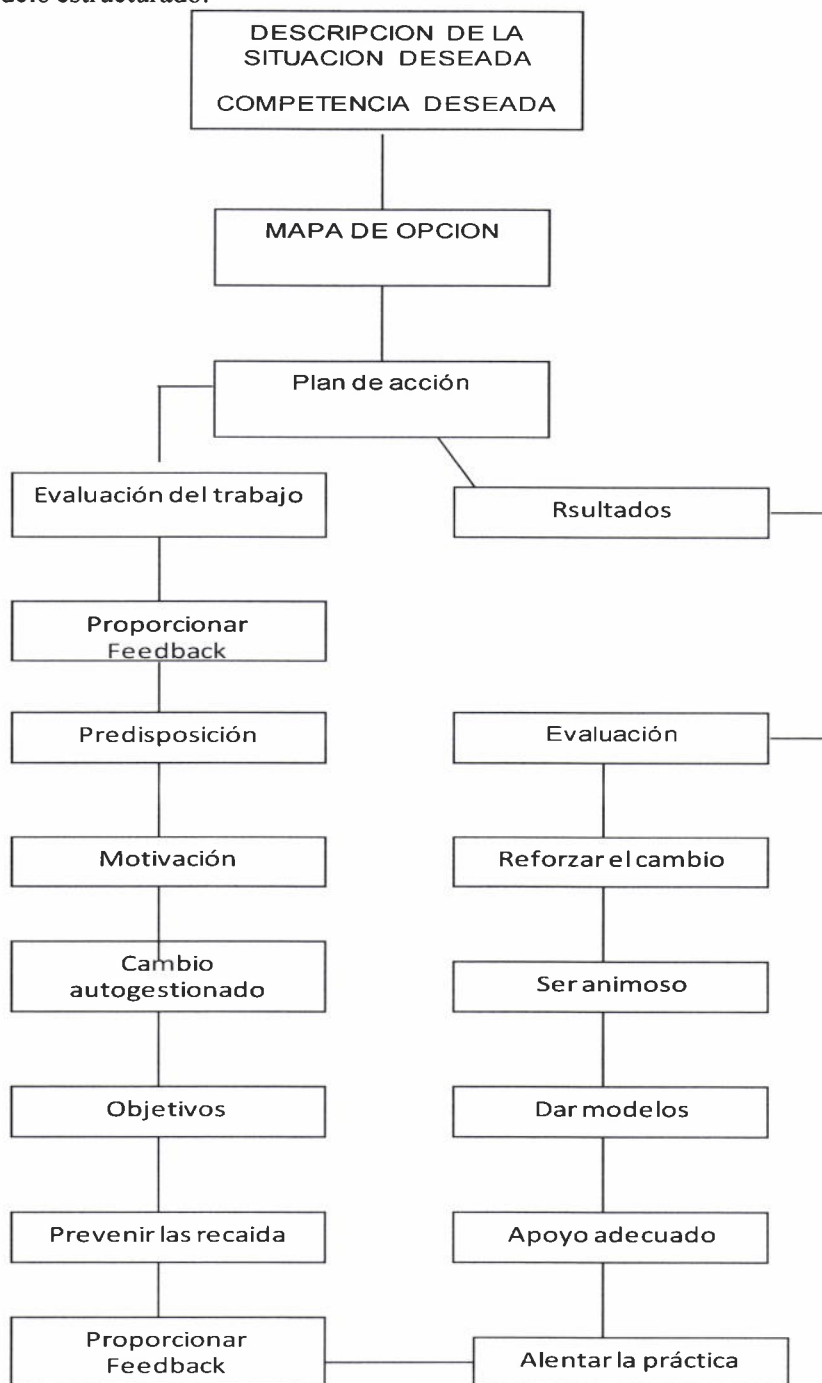 DESCRIPCION DE LA
SITUACION DESEADA
COMPETENCIA DESEADA
MAPA DE OPCION
Plan de acción
Evaluación del trabajo
Rsultados
Proporcionar
Feedback
Predisposición
Evaluación
Motivación
Reforzar el cambio
Cambio
autogestionado
Ser animoso
Objetivos
Dar modelos
Prevenir las recaida
Apoyo adecuado
Proporcionar
Feedback
Alentar la práctica